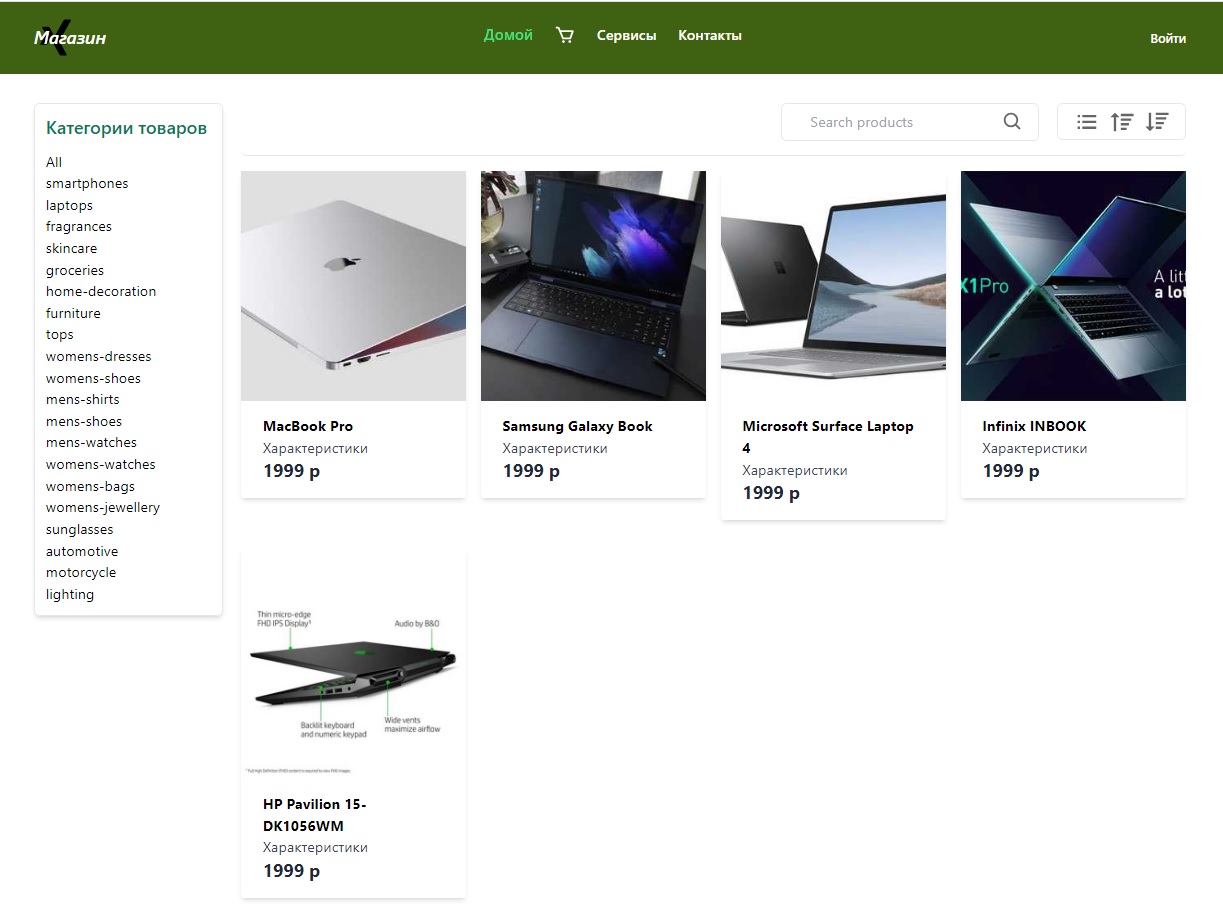 Магазин
Домой
Сервисы
Контакты
Войти
Категории товаров
All
smartphones
laptops
fragrances
skincare
groceries
home-decoration
furniture
tops
womens-dresses
womens-shoes
mens-shirts
mens-shoes
mens-watches
womens-watches
womens-bags
womens-jewellery
sunglasses
automotive
motorcycle
lighting
Search products
X1Pro
A litt
a lot
MacBook Pro
Характеристики
1999 р
Samsung Galaxy Book
Характеристики
1999 р
Microsoft Surface Laptop
4
Характеристики
1999 р
Infinix INBOOK
Характеристики
1999 р
Thin micro-edge
FHD IPS Display
Audio by B&O
Backlit keyboard
and numeric keypad
Wide vents
maximize airflow
HP Pavilion 15-
DK1056WM
Характеристики
1999 р